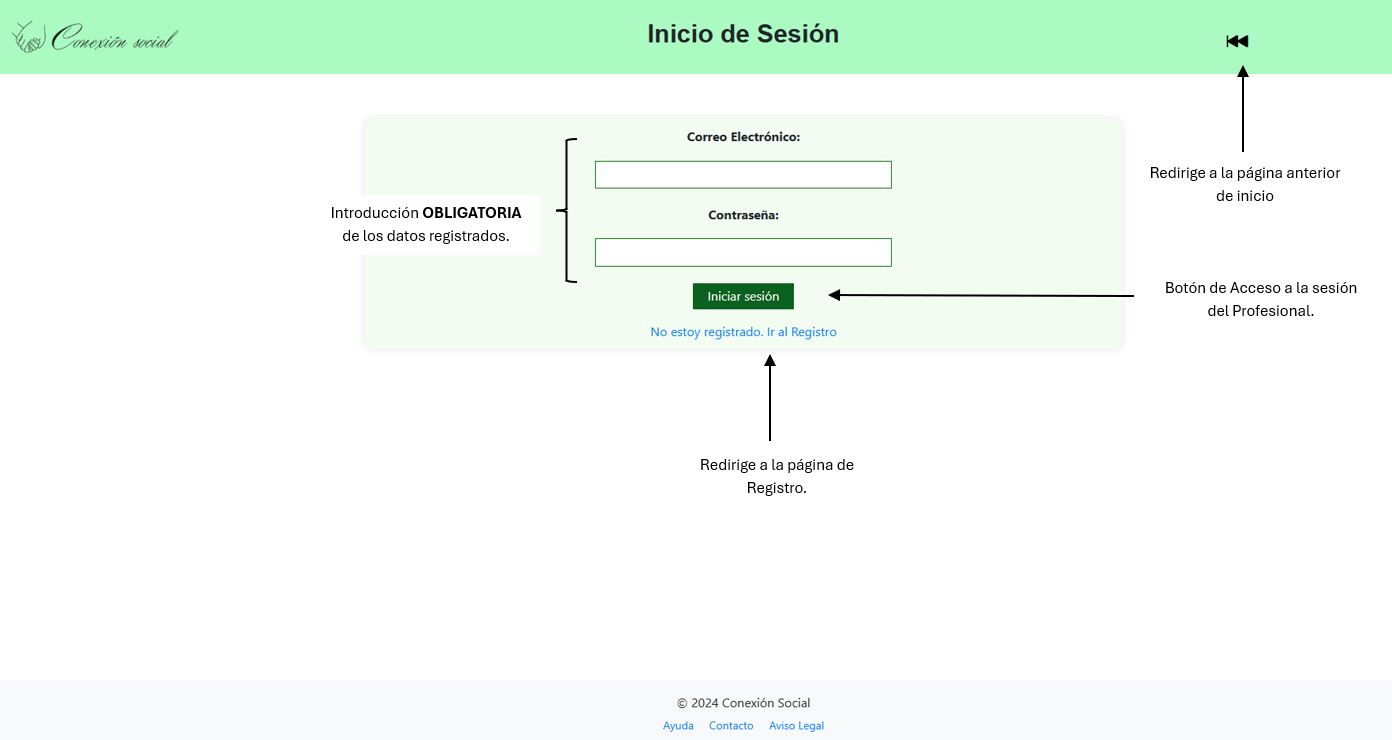 Conexión social
Inicio de Sesión
Correo Electrónico:
Redirige a la página anterior
de inicio
Introducción OBLIGATORIA
de los datos registrados.
Contraseña:
Iniciar sesión
Botón de Acceso a la sesión
del Profesional.
No estoy registrado. Ir al Registro
Redirige a la página de
Registro.
© 2024 Conexión Social
Ayuda Contacto Aviso Legal